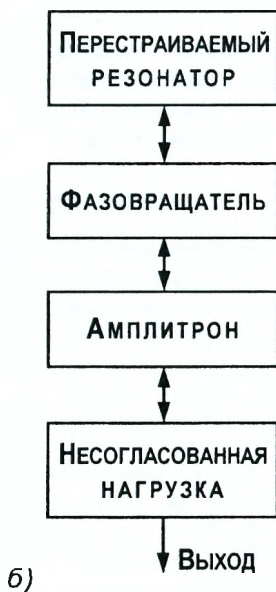 ПЕРЕСТРАИВАЕМЫЙ
РЕЗОНАТОР
ФАЗОВРАЩАТЕЛЬ
АМПЛИТРОН
НЕСОГЛАСОВАННАЯ
НАГРУЗКА
ВЫХОД
б)